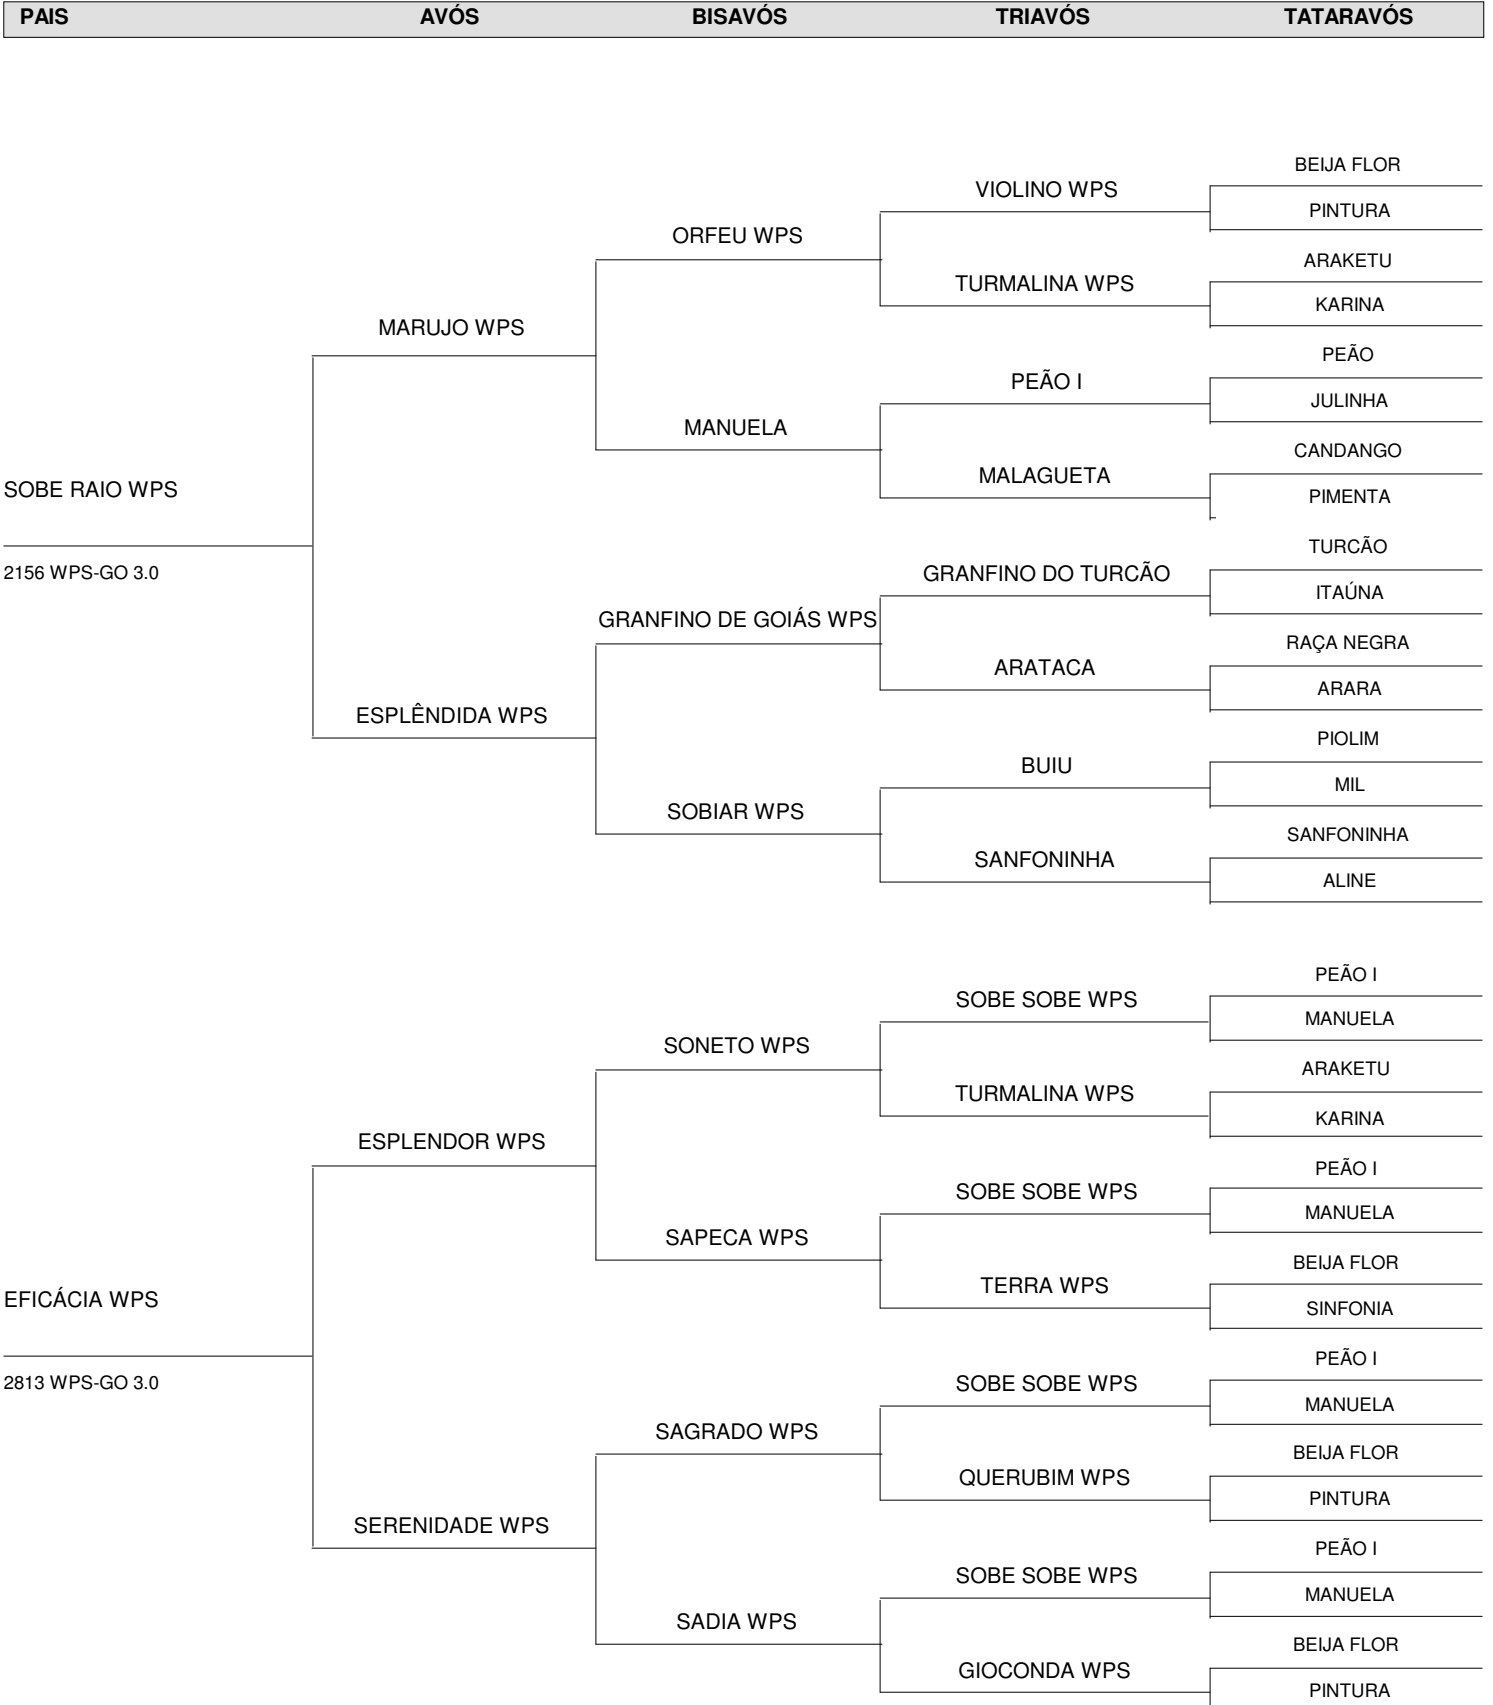 PAIS AVÓS BISAVÓS TRIAVÓS TATARAVÓS
BEIJA FLOR
VIOLINO WPS
PINTURA
ORFEU WPS
ARAKETU
TURMALINA WPS
KARINA
MARUJO WPS
PEÃO
PEÃO I
JULINHA
MANUELA
CANDANGO
MALAGUETA
SOBE RAIO WPS
PIMENTA
TURCÃO
2156 WPS-GO 3.0
GRANFINO DO TURCÃO
ITAÚNA
GRANFINO DE GOIÁS WPS
RAÇA NEGRA
ARATACA
ARARA
ESPLÊNDIDA WPS
PIOLIM
BUIU
MIL
SOBIAR WPS
SANFONINHA
SANFONINHA
ALINE
PEÃO I
SOBE SOBE WPS
MANUELA
SONETO WPS
ARAKETU
TURMALINA WPS
KARINA
ESPLENDOR WPS
PEÃO I
SOBE SOBE WPS
MANUELA
SAPECA WPS
BEIJA FLOR
TERRA WPS
EFICÁCIA WPS
SINFONIA
PEÃO I
2813 WPS-GO 3.0
SOBE SOBE WPS
MANUELA
SAGRADO WPS
BEIJA FLOR
QUERUBIM WPS
PINTURA
SERENIDADE WPS
PEÃO I
SOBE SOBE WPS
MANUELA
SADIA WPS
BEIJA FLOR
GIOCONDA WPS
PINTURA